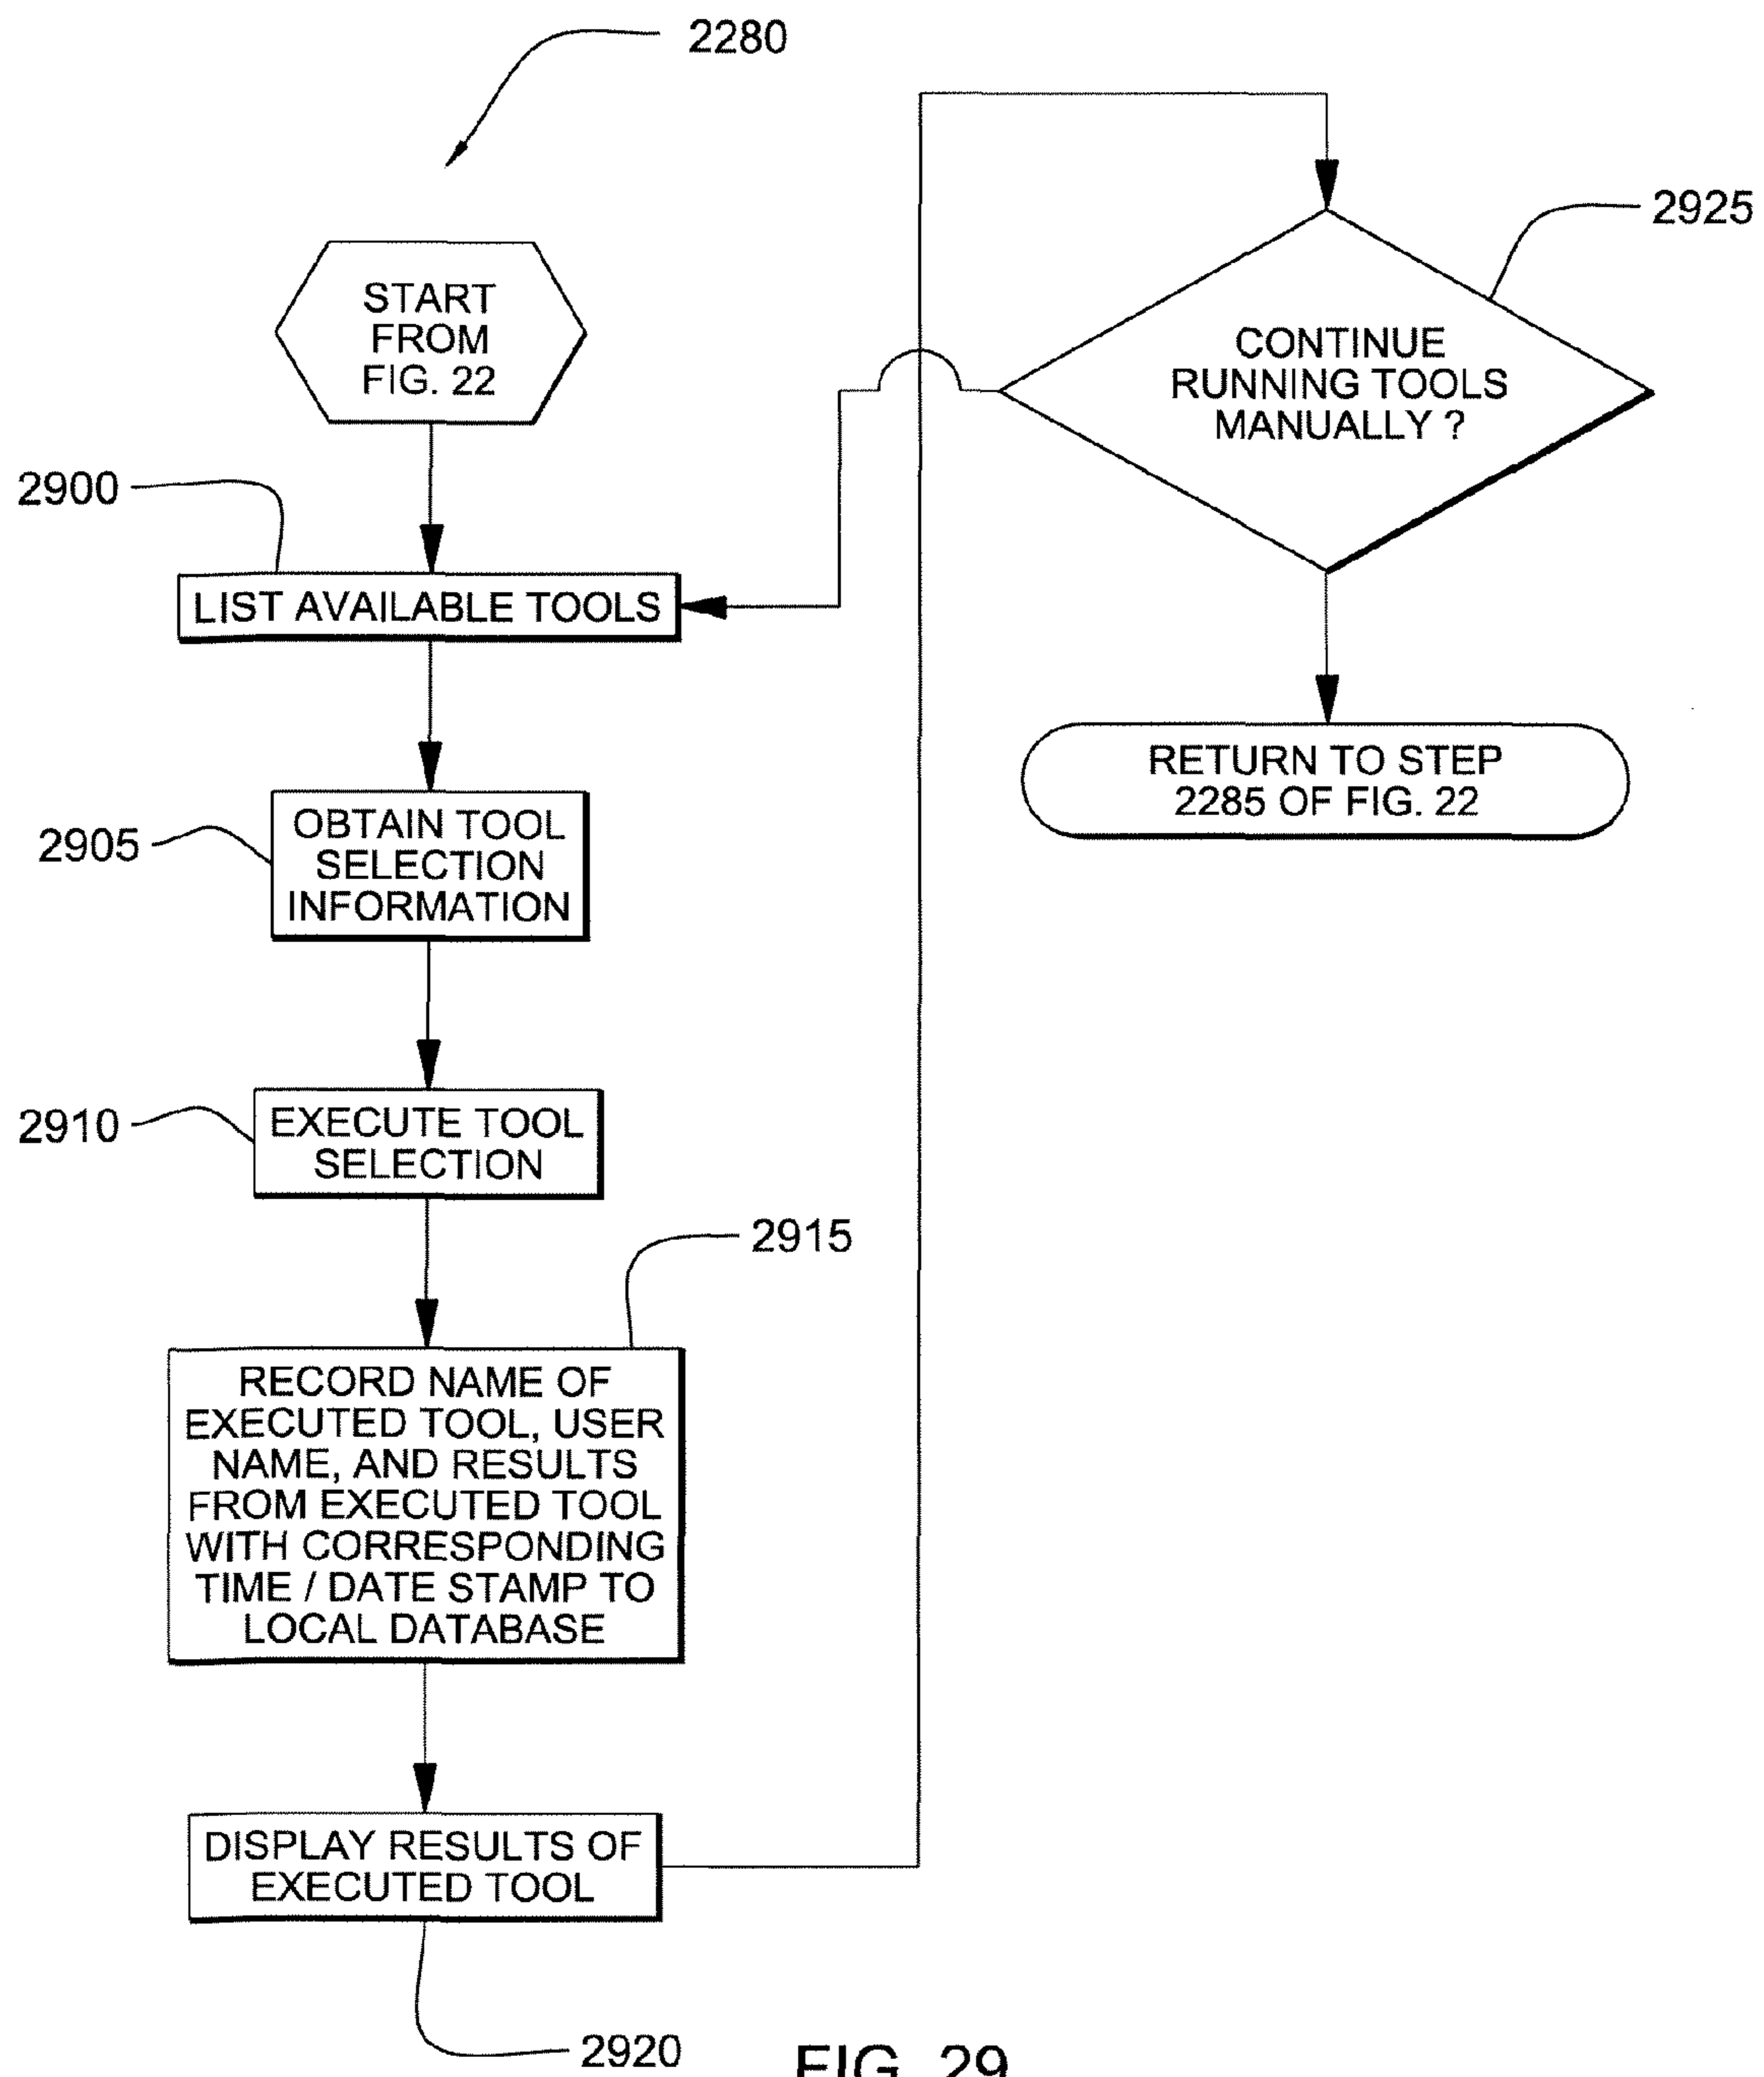 2280
START
FROM
FIG. 22
2900
LIST AVAILABLE TOOLS
2905
OBTAIN TOOL
SELECTION
INFORMATION
2910
EXECUTE TOOL
SELECTION
2915
RECORD NAME OF
EXECUTED TOOL, USER
NAME, AND RESULTS
FROM EXECUTED TOOL
WITH CORRESPONDING
TIME / DATE STAMP TO
LOCAL DATABASE
DISPLAY RESULTS OF
EXECUTED TOOL
2920
2925
CONTINUE
RUNNING TOOLS
MANUALLY ?
RETURN TO STEP
2285 OF FIG. 22
FIG. 29